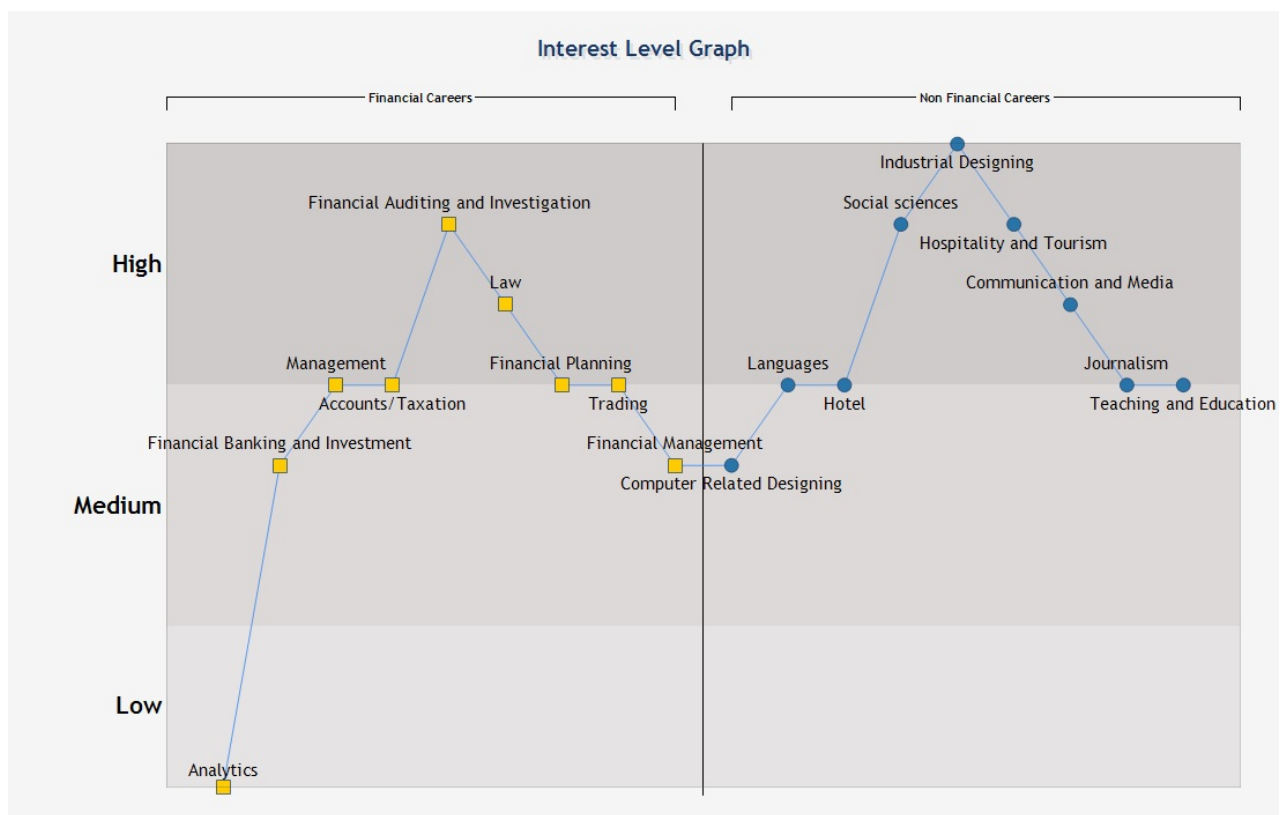 Interest Level Graph
Financial Careers
Non Financial Careers
Industrial Designing
Financial Auditing and Investigation
Social sciences
Hospitality and Tourism
High
Law
Communication and Media
Management
Financial Planning
Languages
Journalism
Accounts/Taxation
Trading
Hotel
Teaching and Education
Financial Banking and Investment
Financial Management
Computer Related Designing
Medium
Low
Analytics